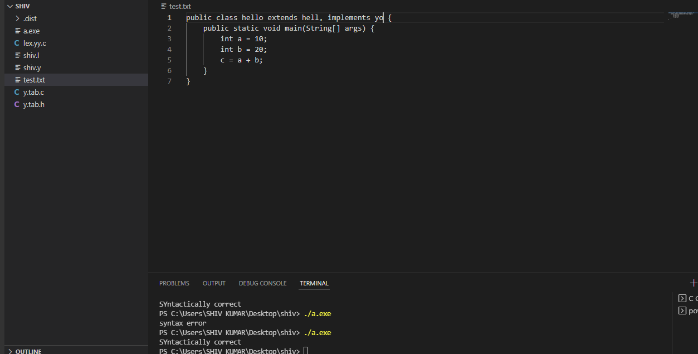 SHIV
.dist
a.exe
lex.yy.c
shiv.l
shiv.y
test.txt
y.tab.c
y.tab.h
OUTLINE
test.txt
1 public class hello extends hell, implements yo {
2 public static void main(String[] args) {
3 int a = 10;
4 int b = 20;
5 c = a + b;
6 }
7 }
PROBLEMS OUTPUT DEBUG CONSOLE TERMINAL
SYntactically correct
PS C:\Users\SHIV KUMAR\Desktop\shiv> ./a.exe
syntax error
PS C:\Users\SHIV KUMAR\Desktop\shiv> ./a.exe
SYntactically correct
PS C:\Users\SHIV KUMAR\Desktop\shiv>